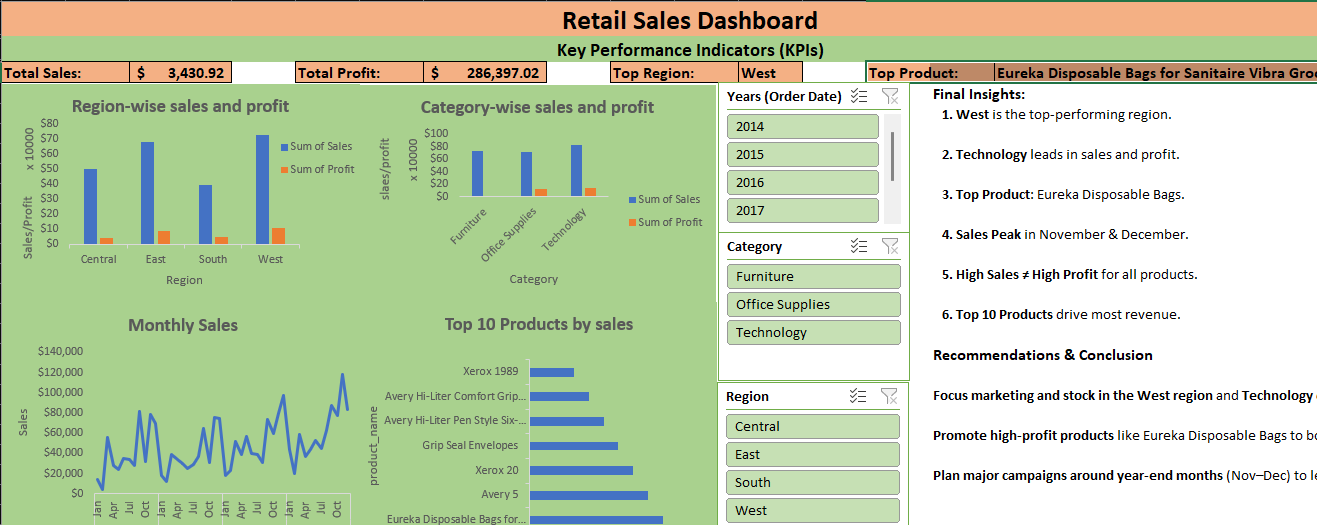 Retail Sales Dashboard
Key Performance Indicators (KPIs)
Total Sales: $ 3,430.92 Total Profit: $ 286,397.02 Top Region: West Top Product: Eureka Disposable Bags for Sanitaire Vibra
Region-wise sales and profit
Sales/Profit x 10000
$80
$70
$60
$50
$40
$30
$20
$10
$0
Sum of Sales
Sum of Profit
Central East South West
Region
Category-wise sales and profit
slaes/profit x 10000
$100
$80
$60
$40
$20
$0
Sum of Sales
Sum of Profit
Furniture Office Supplies Technology
Category
Monthly Sales
Sales
$140,000
$120,000
$100,000
$80,000
$60,000
$40,000
$20,000
$0
Jan Apr Jul Oct Jan Apr Jul Oct Jan Apr Jul Oct Jan Apr Jul Oct
Top 10 Products by sales
product_name
Xerox 1989
Avery Hi-Liter Comfort Grip...
Avery Hi-Liter Pen Style Six-...
Grip Seal Envelopes
Xerox 20
Avery 5
Eureka Disposable Bags for...
Years (Order Date)
2014
2015
2016
2017
Category
Furniture
Office Supplies
Technology
Region
Central
East
South
West
Final Insights:
1. West is the top-performing region.
2. Technology leads in sales and profit.
3. Top Product: Eureka Disposable Bags.
4. Sales Peak in November & December.
5. High Sales ≠ High Profit for all products.
6. Top 10 Products drive most revenue.
Recommendations & Conclusion
Focus marketing and stock in the West region and Technology
Promote high-profit products like Eureka Disposable Bags to
Plan major campaigns around year-end months (Nov–Dec) to